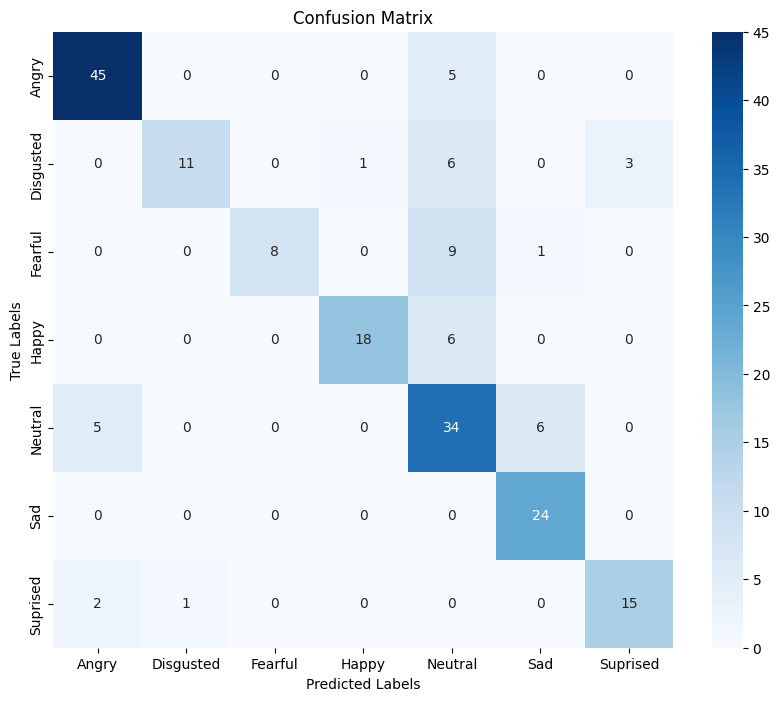 Confusion Matrix
Angry 45 0 0 0 5 0 0
Disgusted 0 11 0 1 6 0 3
Fearful 0 0 8 0 9 1 0
Happy 0 0 0 18 6 0 0
Neutral 5 0 0 0 34 6 0
Sad 0 0 0 0 0 24 0
Suprised 2 1 0 0 0 0 15
True Labels
Angry Disgusted Fearful Happy Neutral Sad Suprised
Predicted Labels
45
40
35
30
25
20
15
10
5
0